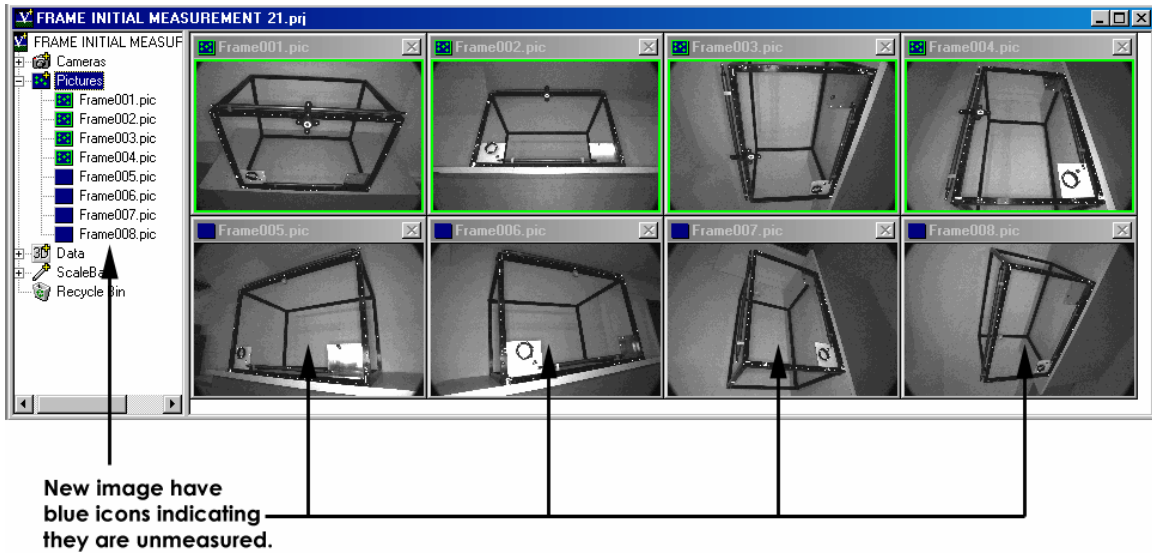 FRAME INITIAL MEASUREMENT 21.prj
FRAME INITIAL MEASUF
Cameras
Pictures
Frame001.pic
Frame002.pic
Frame003.pic
Frame004.pic
Frame005.pic
Frame006.pic
Frame007.pic
Frame008.pic
3D Data
ScaleBa
Recycle Bin
Frame001.pic
Frame002.pic
Frame003.pic
Frame004.pic
Frame005.pic
Frame006.pic
Frame007.pic
Frame008.pic
New image have
blue icons indicating
they are unmeasured.